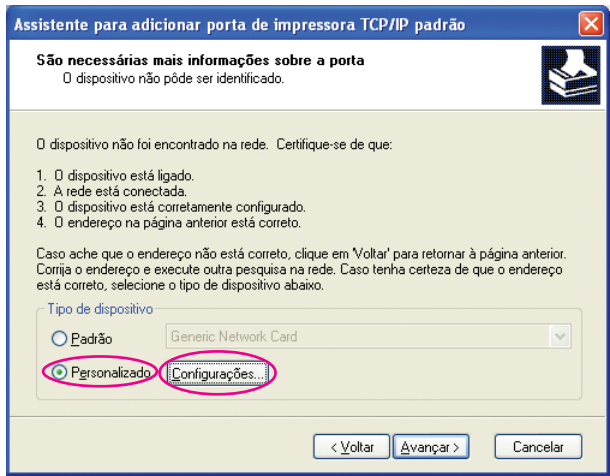 Assistente para adicionar porta de impressora TCP/IP padrão
São necessárias mais informações sobre a porta
O dispositivo não pôde ser identificado.
O dispositivo não foi encontrado na rede. Certifique-se de que:
1. O dispositivo está ligado.
2. A rede está conectada.
3. O dispositivo está corretamente configurado.
4. O endereço na página anterior está correto.
Caso ache que o endereço não está correto, clique em 'Voltar' para retornar à página anterior.
Corrija o endereço e execute outra pesquisa na rede. Caso tenha certeza de que o endereço
está correto, selecione o tipo de dispositivo abaixo.
Tipo de dispositivo
Padrão Generic Network Card
Personalizado Configurações...
< Voltar Avançar > Cancelar